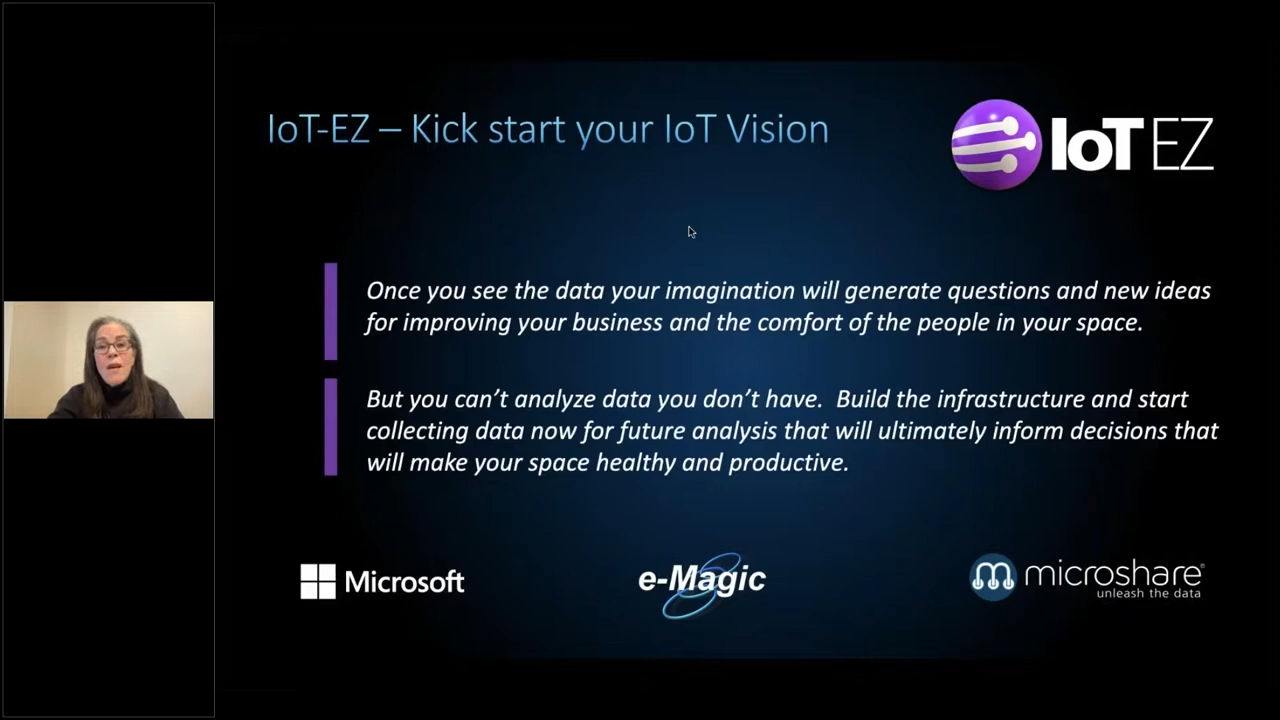 IoT-EZ – Kick start your IoT Vision
IoT EZ
Once you see the data your imagination will generate questions and new ideas
for improving your business and the comfort of the people in your space.
But you can’t analyze data you don’t have.  Build the infrastructure and start
collecting data now for future analysis that will ultimately inform decisions that
will make your space healthy and productive.
Microsoft
e-Magic
microshare®
unleash the data